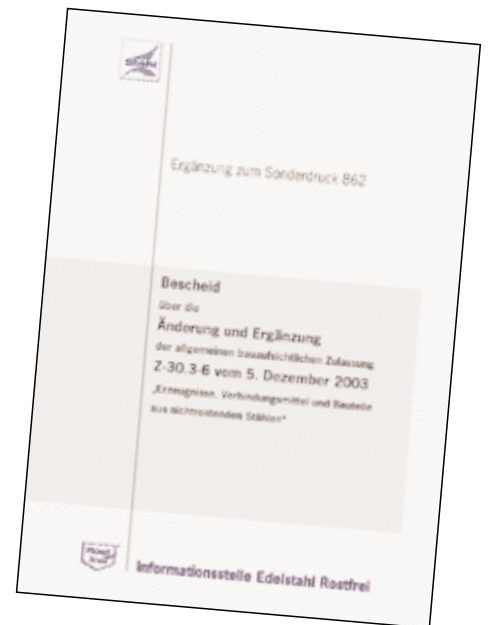 Stahl
Ergänzung zum Sonderdruck 862
Bescheid
über die
Änderung und Ergänzung
der allgemeinen bauaufsichtlichen Zulassung
Z-30.3-6 vom 5. Dezember 2003
„Erzeugnisse, Verbindungsmittel und Bauteile
aus nichtrostenden Stählen“
Informationsstelle Edelstahl Rostfrei